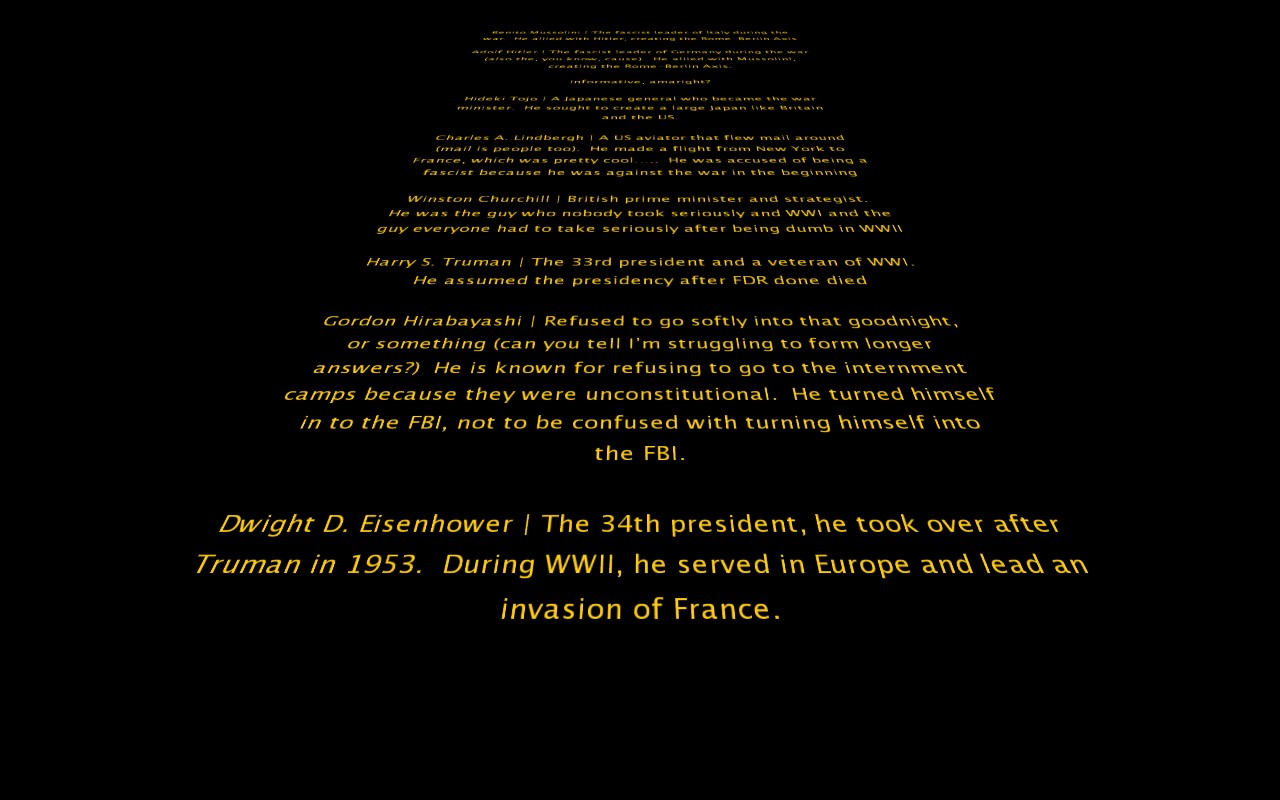 Benito Mussolini | The fascist leader of Italy during the
war.  He allied with Hitler, creating the Rome-Berlin Axis
Adolf Hitler | The fascist leader of Germany during the war
(also the, you know, cause).  He allied with Mussolini,
creating the Rome-Berlin Axis.
informative, amaright?
Hideki Tojo | A Japanese general who became the war
minister.  He sought to create a large Japan like Britain
and the US.
Charles A. Lindbergh | A US aviator that flew mail around
(mail is people too).  He made a flight from New York to
France, which was pretty cool.....  He was accused of being a
fascist because he was against the war in the beginning
Winston Churchill | British prime minister and strategist.
He was the guy who nobody took seriously and WWI and the
guy everyone had to take seriously after being dumb in WWII
Harry S. Truman | The 33rd president and a veteran of WWI.
He assumed the presidency after FDR done died
Gordon Hirabayashi | Refused to go softly into that goodnight,
or something (can you tell I'm struggling to form longer
answers?)  He is known for refusing to go to the internment
camps because they were unconstitutional.  He turned himself
in to the FBI, not to be confused with turning himself into
the FBI.
Dwight D. Eisenhower | The 34th president, he took over after
Truman in 1953.  During WWII, he served in Europe and lead an
invasion of France.